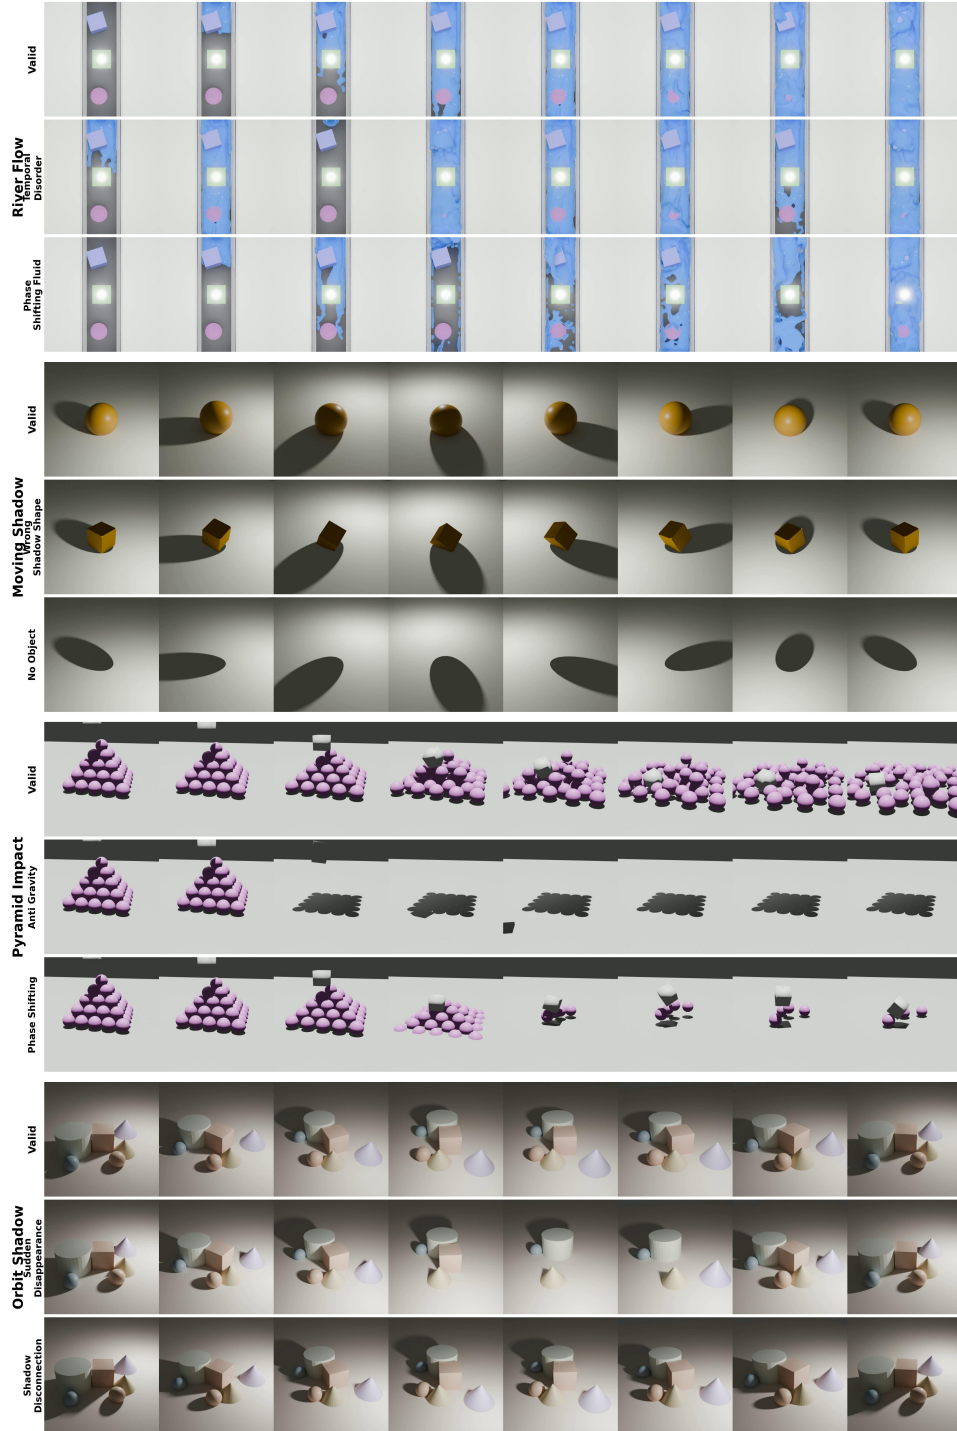 River Flow
Valid
Temporal
Disorder
Phase
Shifting Fluid
Moving Shadow
Valid
Wrong
Shadow Shape
No Object
Pyramid Impact
Valid
Anti Gravity
Phase Shifting
Orbit Shadow
Valid
Sudden
Disappearance
Shadow
Disconnection